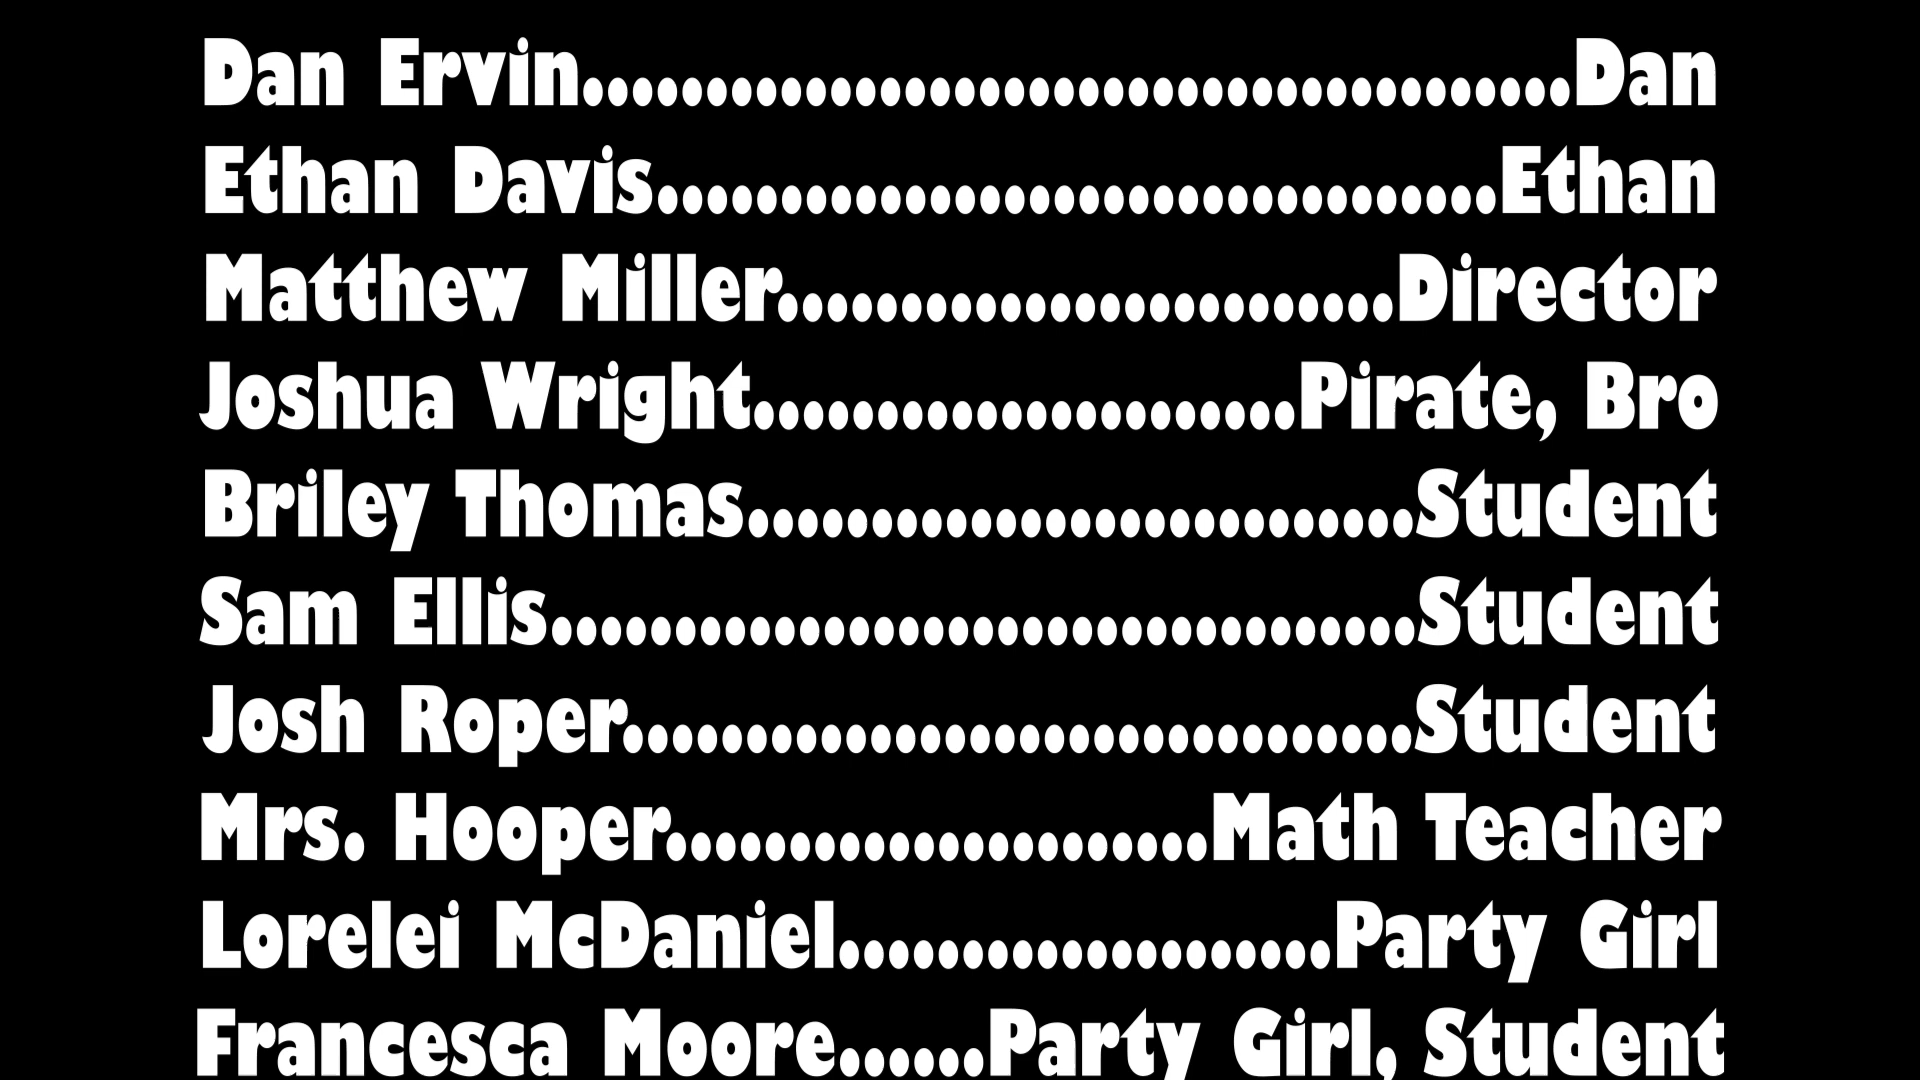 Dan Ervin........................................Dan
Ethan Davis..................................Ethan
Matthew Miller.........................Director
Joshua Wright......................Pirate, Bro
Briley Thomas...........................Student
Sam Ellis...................................Student
Josh Roper................................Student
Mrs. Hooper......................Math Teacher
Lorelei McDaniel....................Party Girl
Francesca Moore......Party Girl, Student